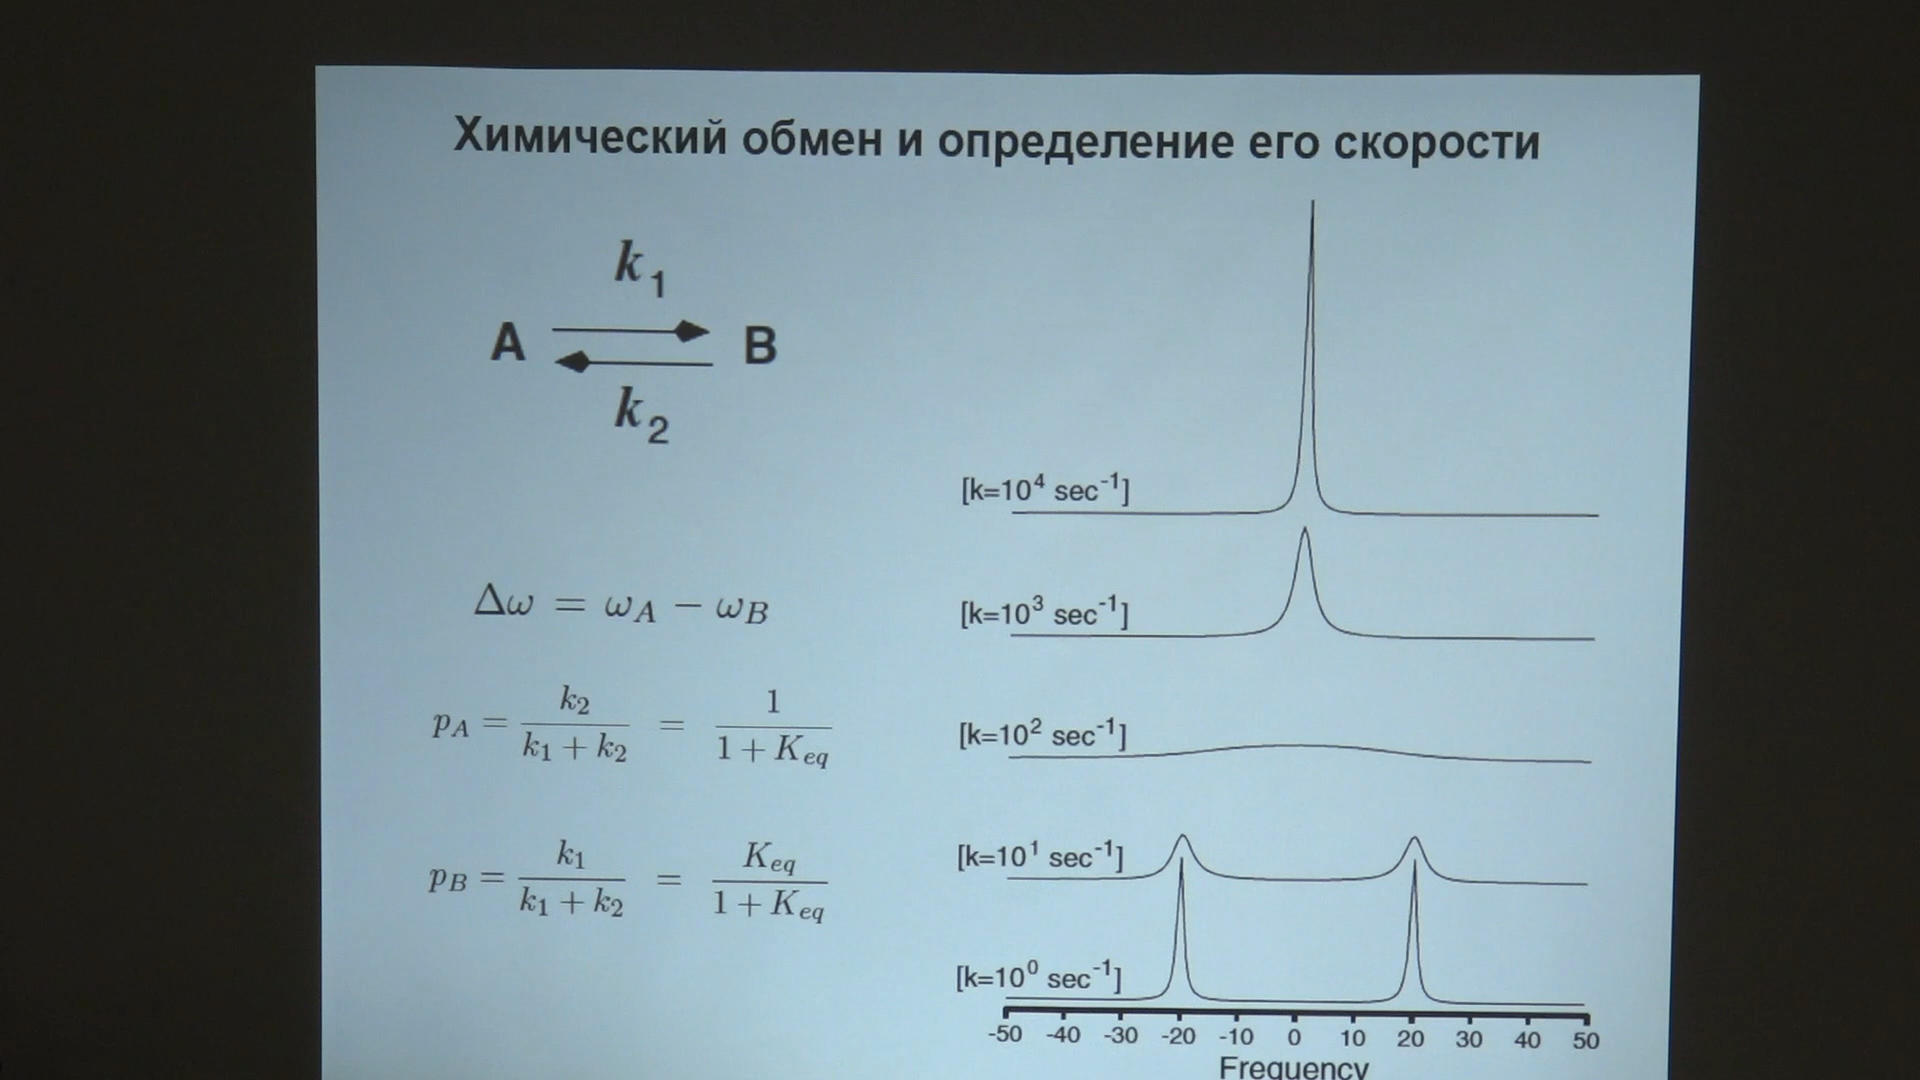 Химический обмен и определение его скорости
k₁
A B
k₂
Δω = ω_A − ω_B
p_A = k₂ / (k₁ + k₂) = 1 / (1 + K_eq)
p_B = k₁ / (k₁ + k₂) = K_eq / (1 + K_eq)
[k=10⁴ sec⁻¹]
[k=10³ sec⁻¹]
[k=10² sec⁻¹]
[k=10¹ sec⁻¹]
[k=10⁰ sec⁻¹]
-50 -40 -30 -20 -10 0 10 20 30 40 50
Frequency